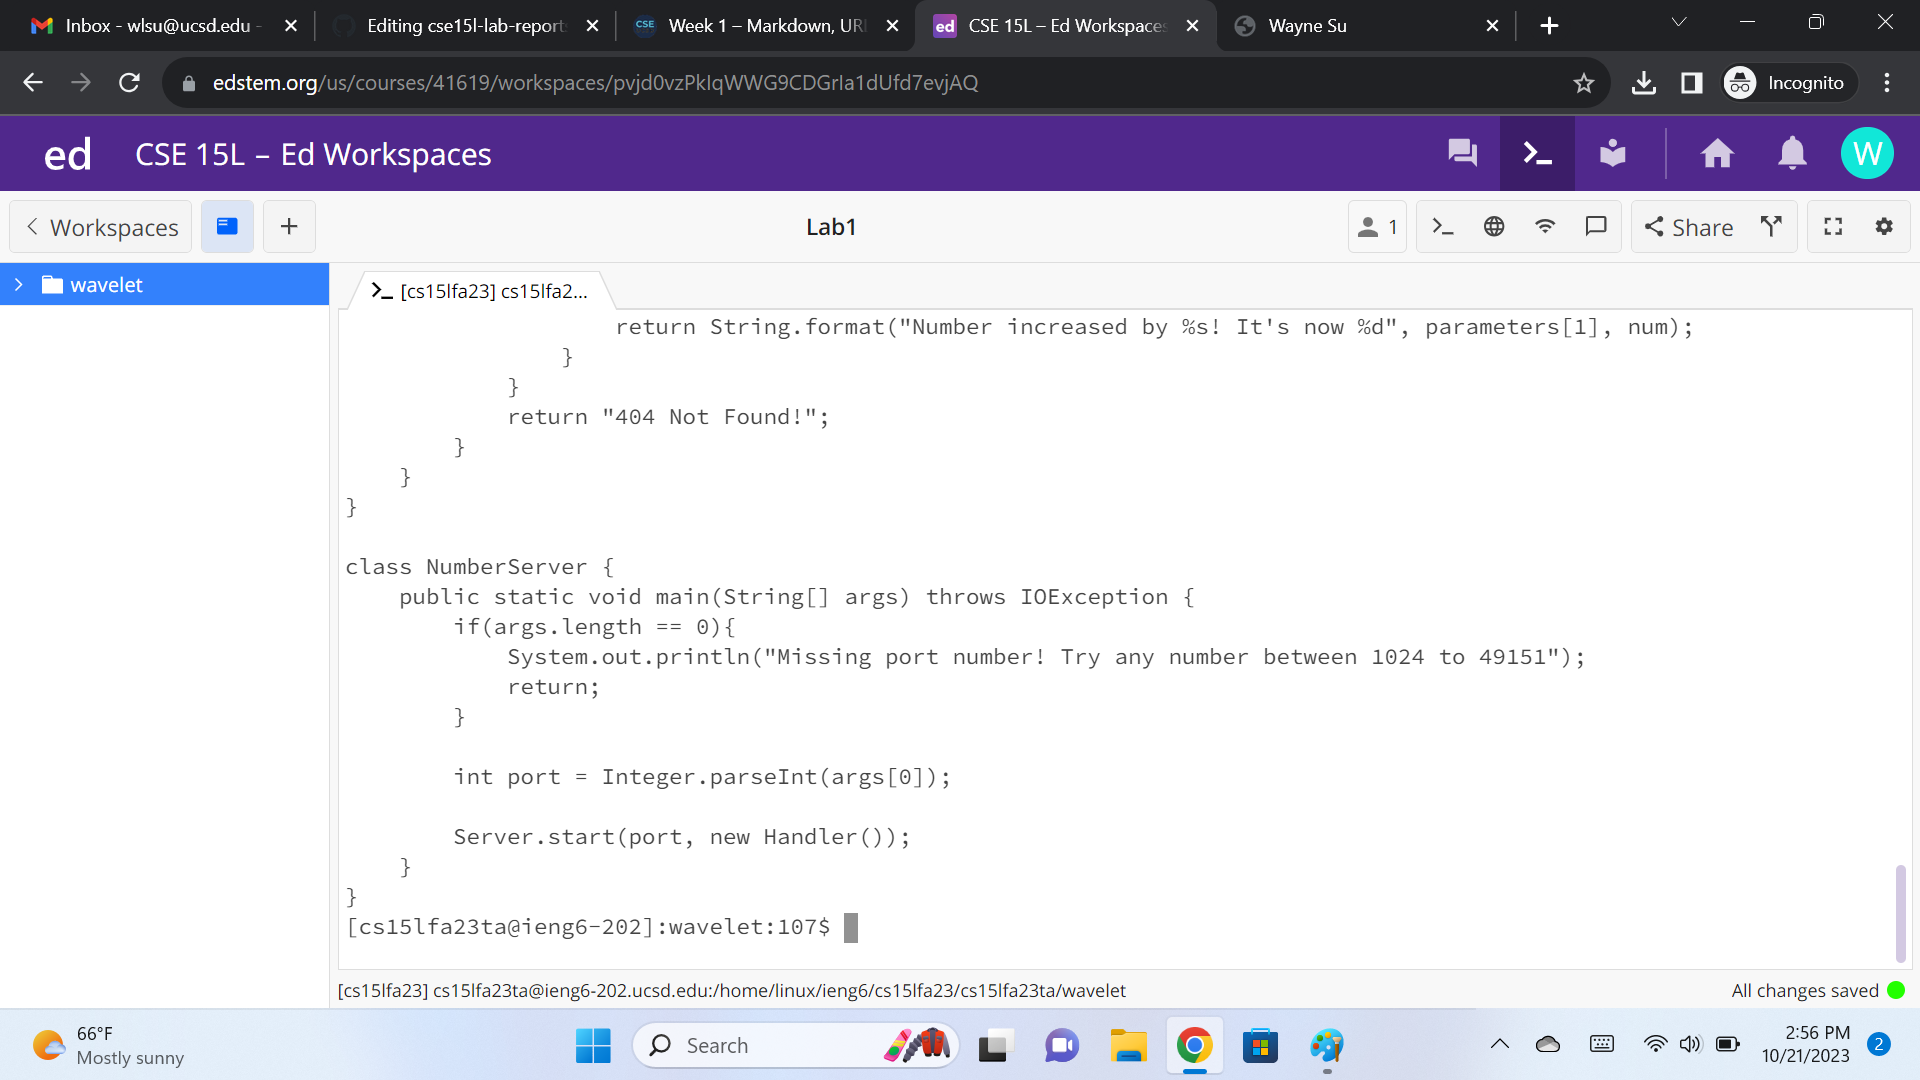 Inbox - wlsu@ucsd.edu -
Editing cse15l-lab-reports
CSE
Week 1 – Markdown, URL
ed
CSE 15L – Ed Workspaces
Wayne Su
edstem.org/us/courses/41619/workspaces/pvjd0vzPkIqWWG9CDGrIa1dUfd7evjAQ
Incognito
ed
CSE 15L – Ed Workspaces
W
Workspaces
Lab1
1
Share
wavelet
[cs15lfa23] cs15lfa2...
return String.format("Number increased by %s! It's now %d", parameters[1], num);
}
}
return "404 Not Found!";
}
}
}
class NumberServer {
public static void main(String[] args) throws IOException {
if(args.length == 0){
System.out.println("Missing port number! Try any number between 1024 to 49151");
return;
}
int port = Integer.parseInt(args[0]);
Server.start(port, new Handler());
}
}
[cs15lfa23ta@ieng6-202]:wavelet:107$
[cs15lfa23] cs15lfa23ta@ieng6-202.ucsd.edu:/home/linux/ieng6/cs15lfa23/cs15lfa23ta/wavelet
All changes saved
66°F
Mostly sunny
Search
2:56 PM
10/21/2023
2